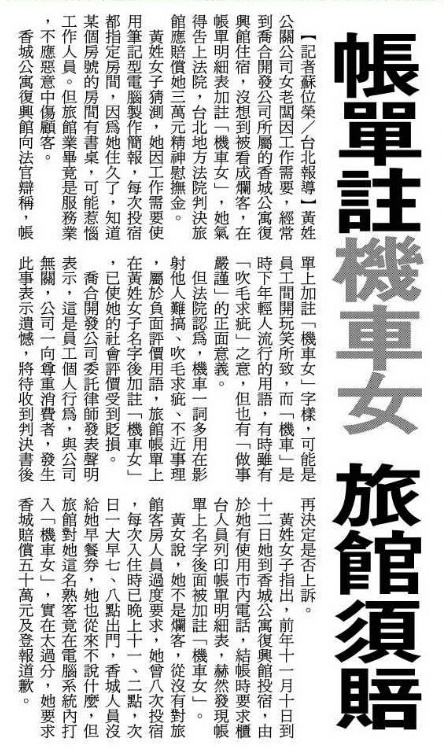 帳單註機車女 旅館須賠
【記者蘇位榮／台北報導】黃姓
公關公司女老闆因工作需要，經常
到喬合開發公司所屬的香城公寓復
興館住宿，沒想到被看成爛客，在
帳單明細表加註「機車女」，她氣
得告上法院，台北地方法院判決旅
館應賠償她三萬元精神慰撫金。
黃姓女子猜測，她因工作需要使
用筆記型電腦製作簡報，每次投宿
都指定房間，因為她住久了，知道
某個房號的房間有書桌，可能惹惱
工作人員。但旅館業畢竟是服務業
，不應惡意中傷顧客。
香城公寓復興館向法官辯稱，帳
單上加註「機車女」字樣，可能是
員工間開玩笑所致，而「機車」是
時下年輕人流行的用語，有時雖有
「吹毛求疵」之意，但也有「做事
嚴謹」的正面意義。
但法院認為，機車一詞多用在影
射他人難搞、吹毛求疵、不近事理
，屬於負面評價用語，旅館帳單上
在黃姓女子名字後加註「機車女」
，已使她的社會評價受到貶損。
喬合開發公司委託律師發表聲明
表示，這是員工個人行為，與公司
無關，公司一向尊重消費者，發生
此事表示遺憾，將待收到判決書後
再決定是否上訴。
黃姓女子指出，前年十一月十日到
十二日她到香城公寓復興館投宿，由
於她有使用市內電話，結帳時要求櫃
台人員列印帳單明細表，赫然發現帳
單上名字後面被加註「機車女」。
黃女說，她不是爛客，從沒有對旅
館客房人員過度要求，她曾八次投宿
，每次入住時已晚上十一、二點，次
日一大早七、八點出門，香城人員沒
給她早餐券，她也從來不說什麼，但
旅館對她這名熟客竟在電腦系統內打
入「機車女」，實在太過分，她要求
香城賠償五十萬元及登報道歉。